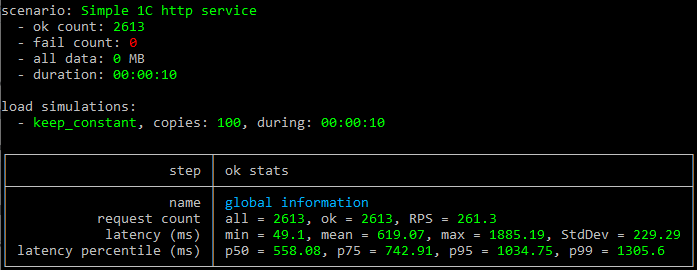 scenario: Simple 1C http service
- ok count: 2613
- fail count: 0
- all data: 0 MB
- duration: 00:00:10
load simulations:
- keep_constant, copies: 100, during: 00:00:10
step ok stats
name global information
request count all = 2613, ok = 2613, RPS = 261.3
latency (ms) min = 49.1, mean = 619.07, max = 1885.19, StdDev = 229.29
latency percentile (ms) p50 = 558.08, p75 = 742.91, p95 = 1034.75, p99 = 1305.6